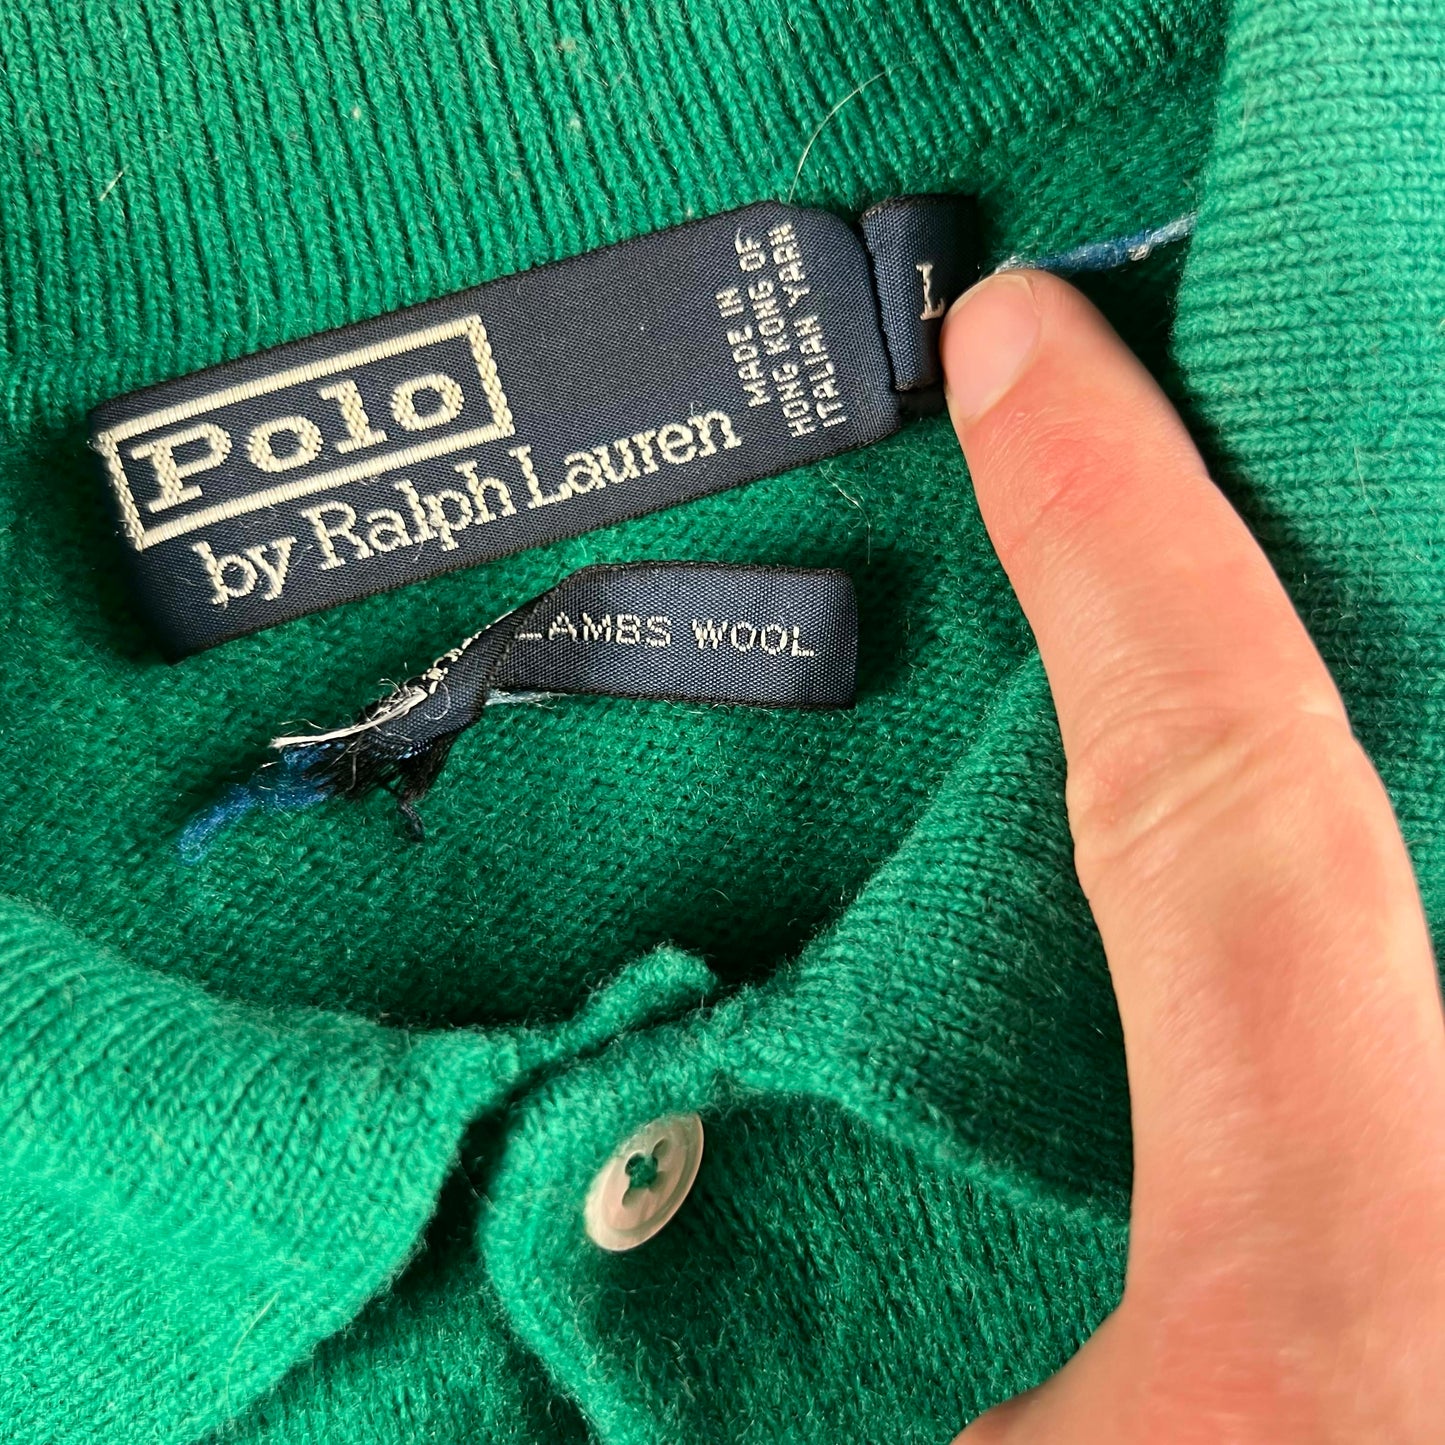 Polo
by Ralph Lauren
MADE IN
HONG KONG OF
ITALIAN YARN
L
LAMBS WOOL